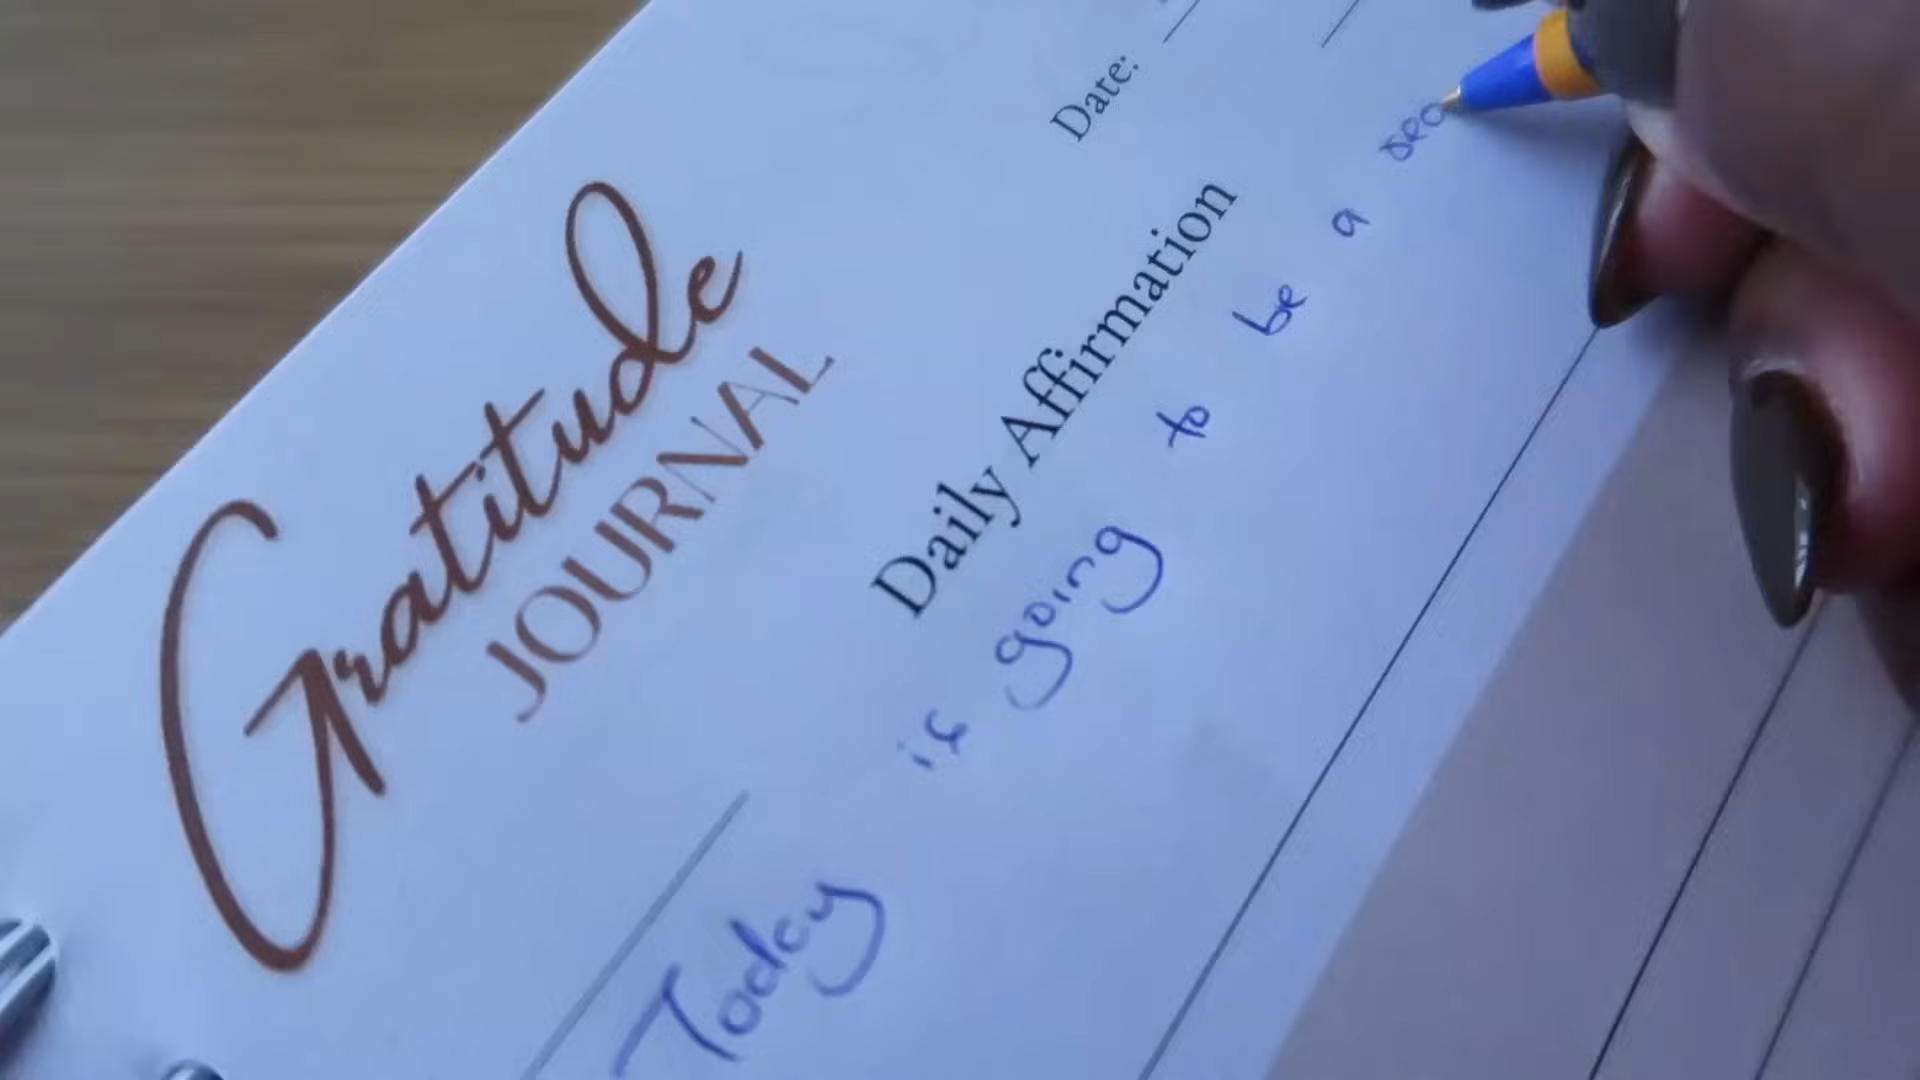 Gratitude
JOURNAL
Date:
Daily Affirmation
Today is going to be a